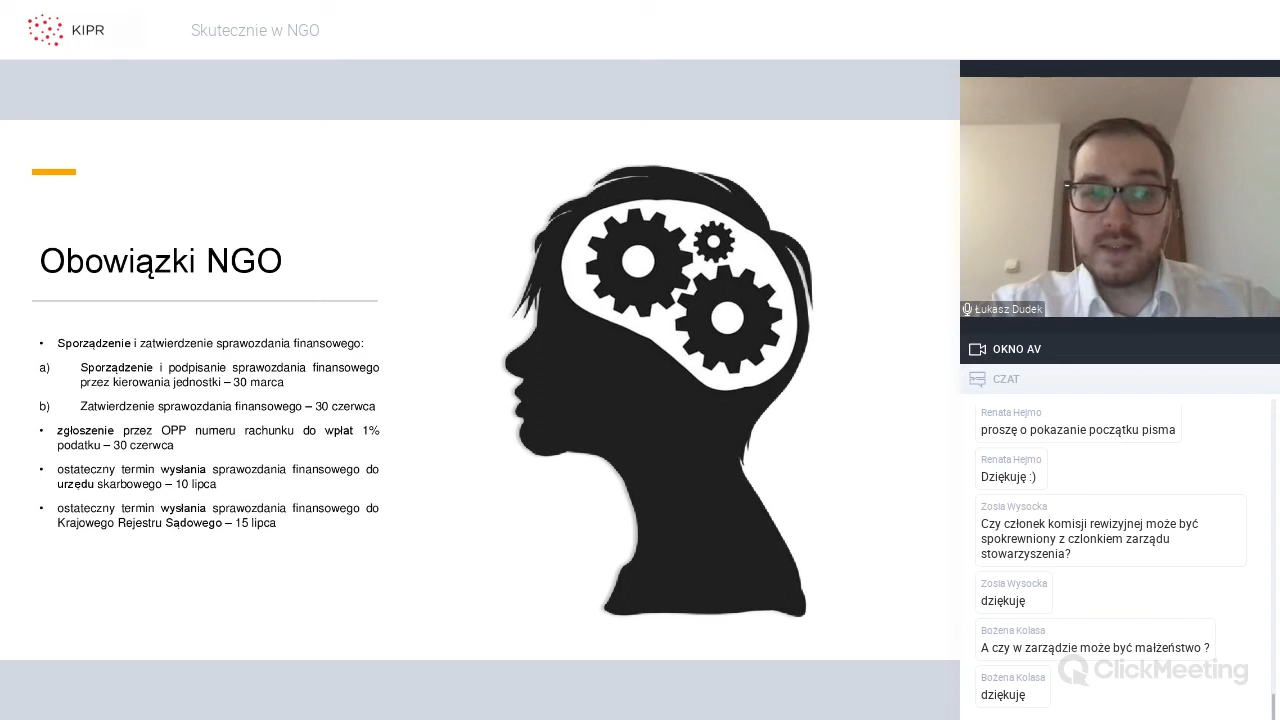 KIPR
Skutecznie w NGO
Obowiązki NGO
• Sporządzenie i zatwierdzenie sprawozdania finansowego:
a) Sporządzenie i podpisanie sprawozdania finansowego
przez kierowania jednostki – 30 marca
b) Zatwierdzenie sprawozdania finansowego – 30 czerwca
• zgłoszenie przez OPP numeru rachunku do wpłat 1%
podatku – 30 czerwca
• ostateczny termin wysłania sprawozdania finansowego do
urzędu skarbowego – 10 lipca
• ostateczny termin wysłania sprawozdania finansowego do
Krajowego Rejestru Sądowego – 15 lipca
Łukasz Dudek
OKNO AV
CZAT
Renata Hejmo
proszę o pokazanie początku pisma
Renata Hejmo
Dziękuję :)
Zosia Wysocka
Czy członek komisji rewizyjnej może być
spokrewniony z czlonkiem zarządu
stowarzyszenia?
Zosia Wysocka
dziękuję
Bożena Kolasa
A czy w zarządzie może być małżeństwo ?
Bożena Kolasa
dziękuję
ClickMeeting